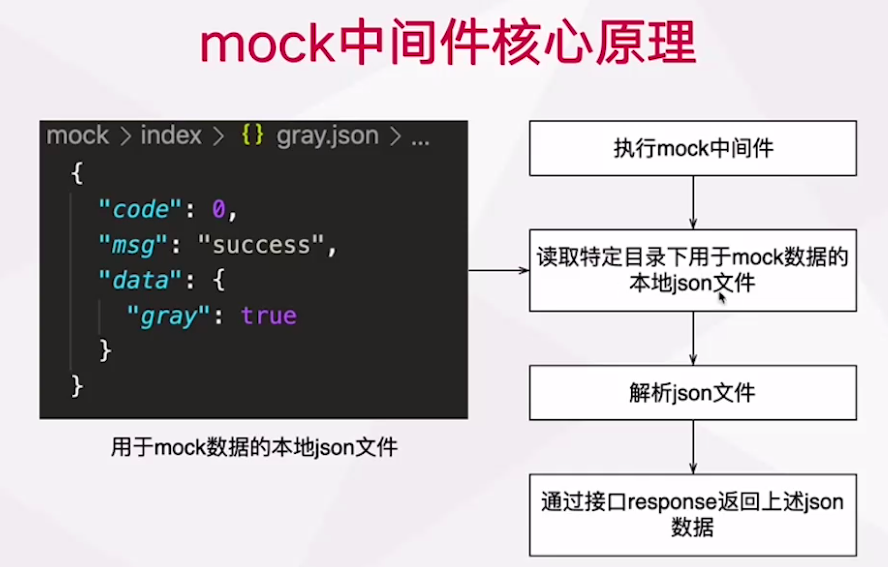 mock中间件核心原理
mock > index > {} gray.json > ...
{
"code": 0,
"msg": "success",
"data": {
"gray": true
}
}
用于mock数据的本地json文件
执行mock中间件
读取特定目录下用于mock数据的
本地json文件
解析json文件
通过接口response返回上述json
数据